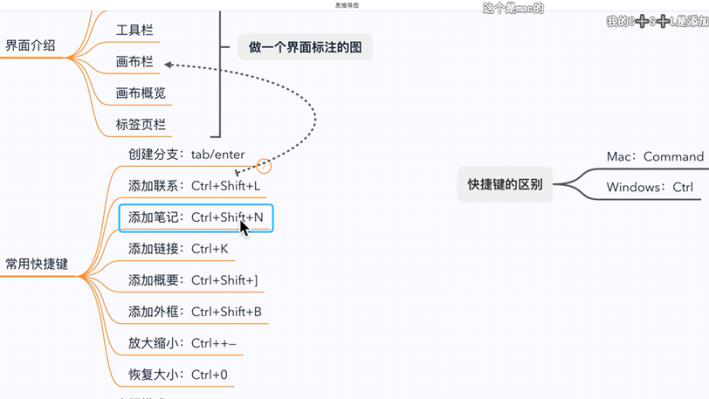 思维导图
这个是mac的
我的C➕S➕L是添加
工具栏
界面介绍
画布栏
做一个界面标注的图
画布概览
标签页栏
创建分支：tab/enter
添加联系：Ctrl+Shift+L
添加笔记：Ctrl+Shift+N
添加链接：Ctrl+K
常用快捷键
添加概要：Ctrl+Shift+]
添加外框：Ctrl+Shift+B
放大缩小：Ctrl++–
恢复大小：Ctrl+0
快捷键的区别
Mac：Command
Windows：Ctrl